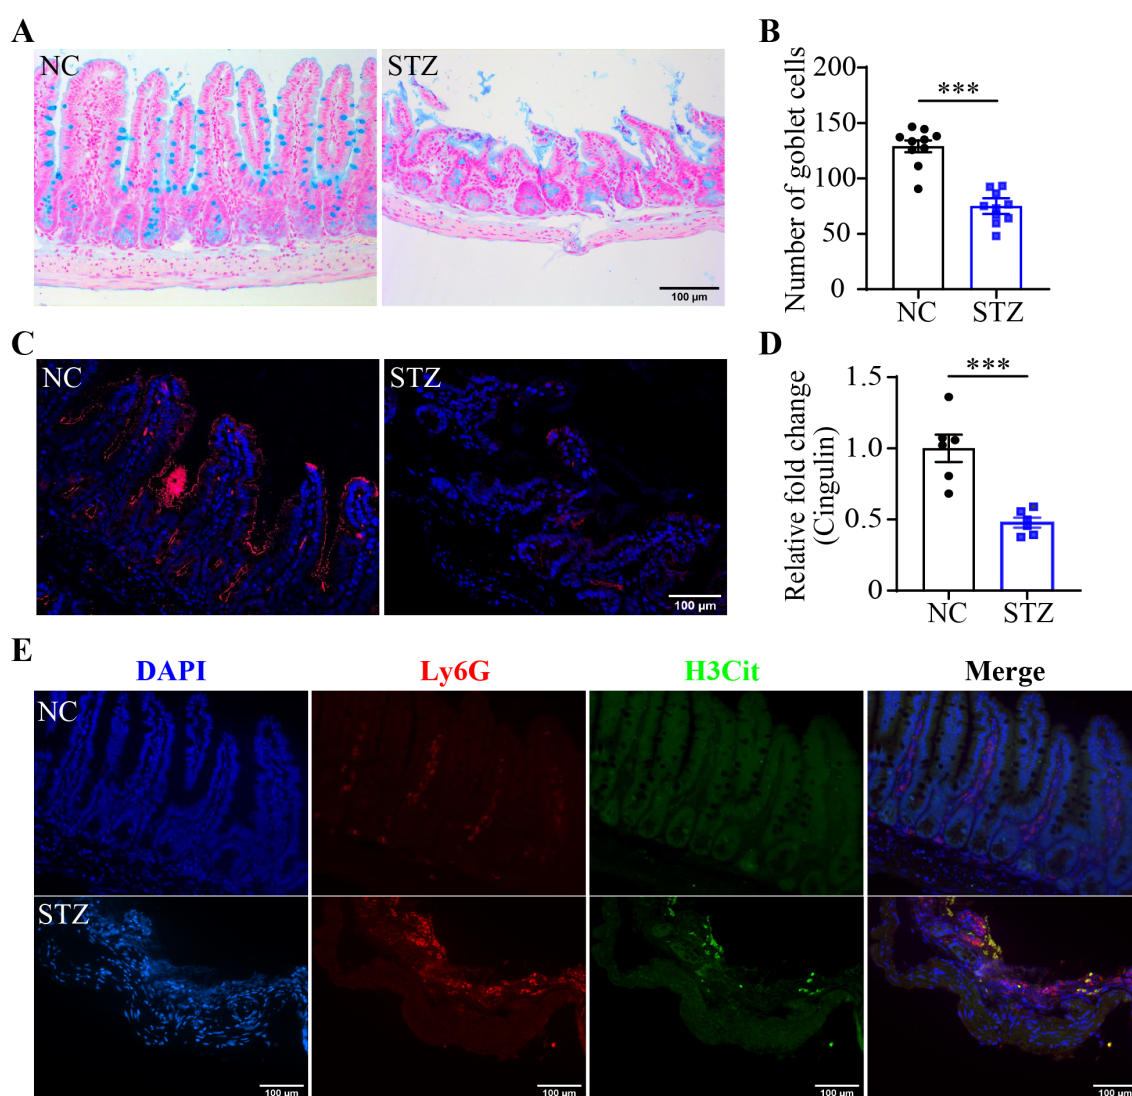 A
NC
STZ
100 µm
B
Number of goblet cells
200
150
100
50
0
***
NC
STZ
C
NC
STZ
100 µm
D
Relative fold change
(Cingulin)
1.5
1.0
0.5
0
***
NC
STZ
E
DAPI
Ly6G
H3Cit
Merge
NC
STZ
100 µm
100 µm
100 µm
100 µm